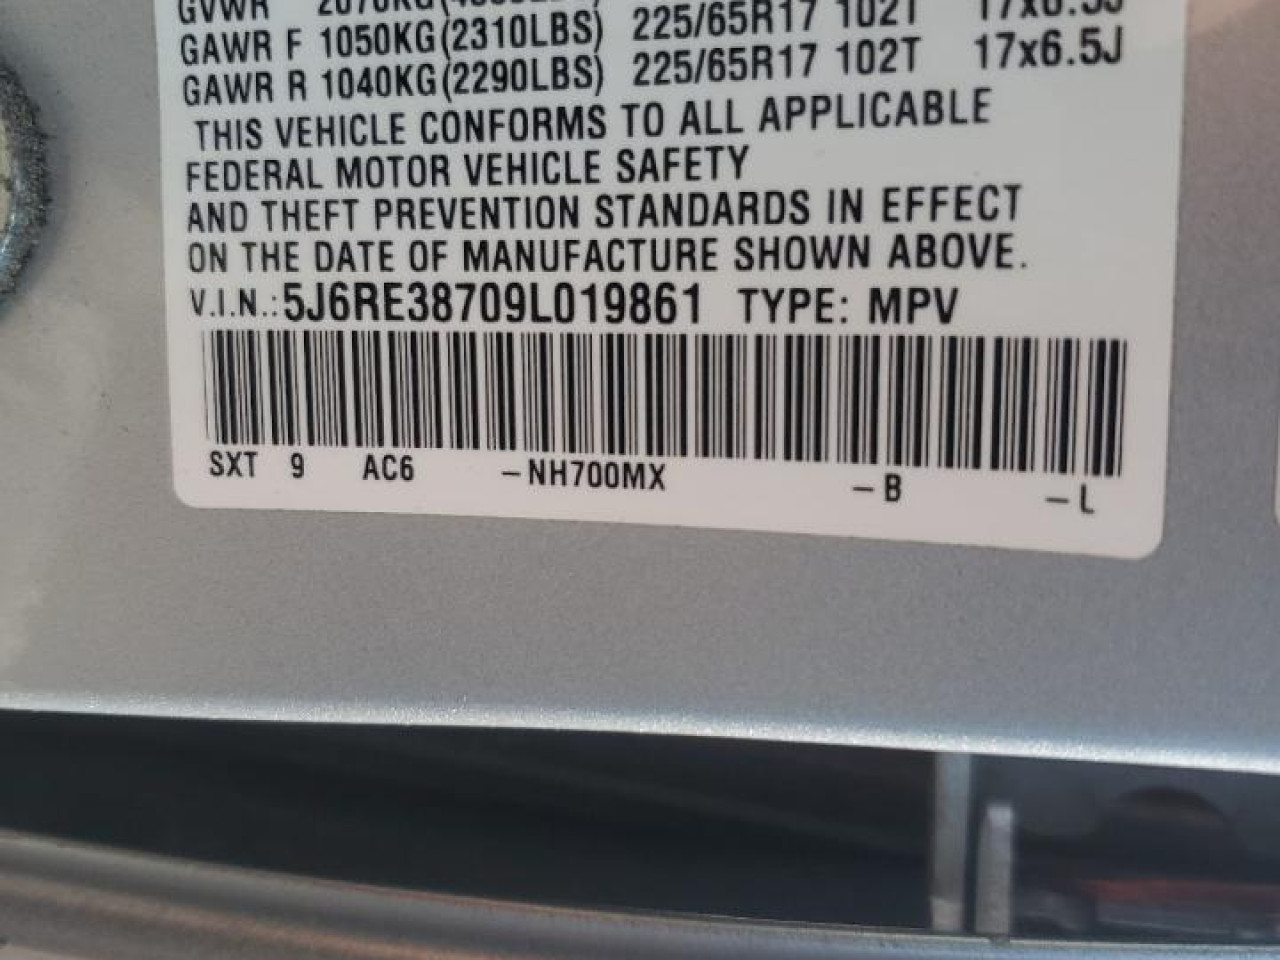 GVWR
GAWR F 1050KG(2310LBS) 225/65R17 102T 17x6.5J
GAWR R 1040KG(2290LBS) 225/65R17 102T 17x6.5J
THIS VEHICLE CONFORMS TO ALL APPLICABLE
FEDERAL MOTOR VEHICLE SAFETY
AND THEFT PREVENTION STANDARDS IN EFFECT
ON THE DATE OF MANUFACTURE SHOWN ABOVE.
V.I.N.: 5J6RE38709L019861 TYPE: MPV
SXT 9 AC6 -NH700MX -B -L